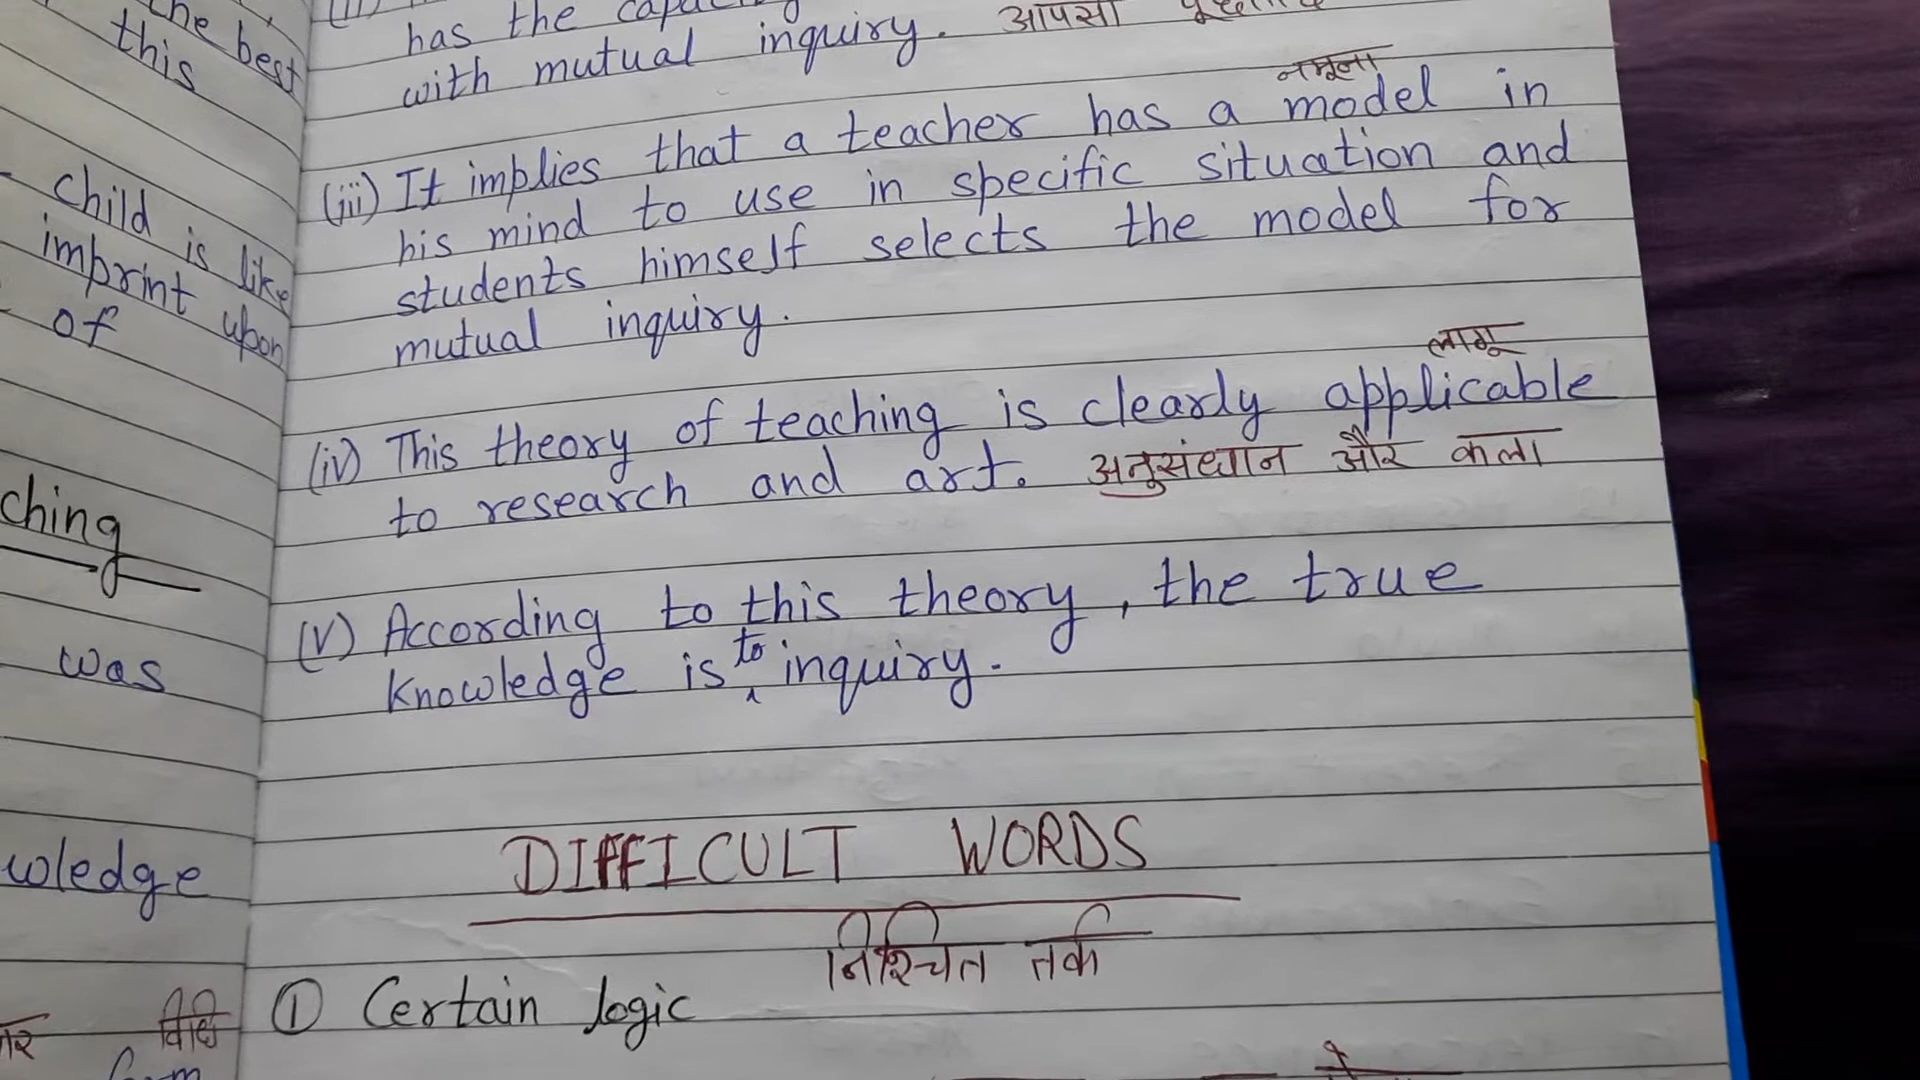 the best
this
child is like
imprint upon
of
ching
was
wledge
विधि
has the
with mutual inquiry. आपसी
नमूना
(iii) It implies that a teacher has a model in
his mind to use in specific situation and
students himself selects the model for
mutual inquiry.
लागू
(iv) This theory of teaching is clearly applicable
to research and art. अनुसंधान और कला
(v) According to this theory, the true
knowledge is to inquiry.
DIFFICULT WORDS
निश्चित तर्क
① Certain logic